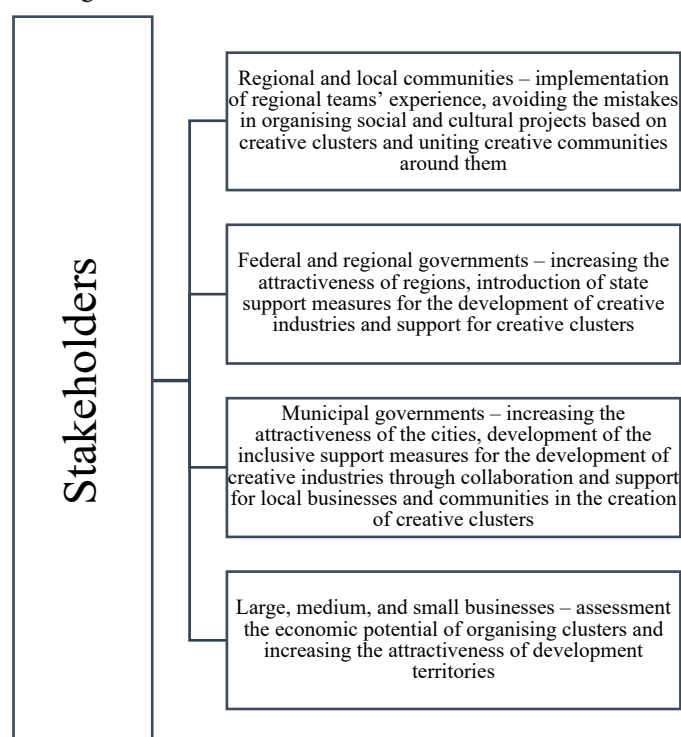 Stakeholders
Regional and local communities – implementation
of regional teams’ experience, avoiding the mistakes
in organising social and cultural projects based on
creative clusters and uniting creative communities
around them
Federal and regional governments – increasing the
attractiveness of regions, introduction of state
support measures for the development of creative
industries and support for creative clusters
Municipal governments – increasing the
attractiveness of the cities, development of the
inclusive support measures for the development of
creative industries through collaboration and support
for local businesses and communities in the creation
of creative clusters
Large, medium, and small businesses – assessment
the economic potential of organising clusters and
increasing the attractiveness of development
territories